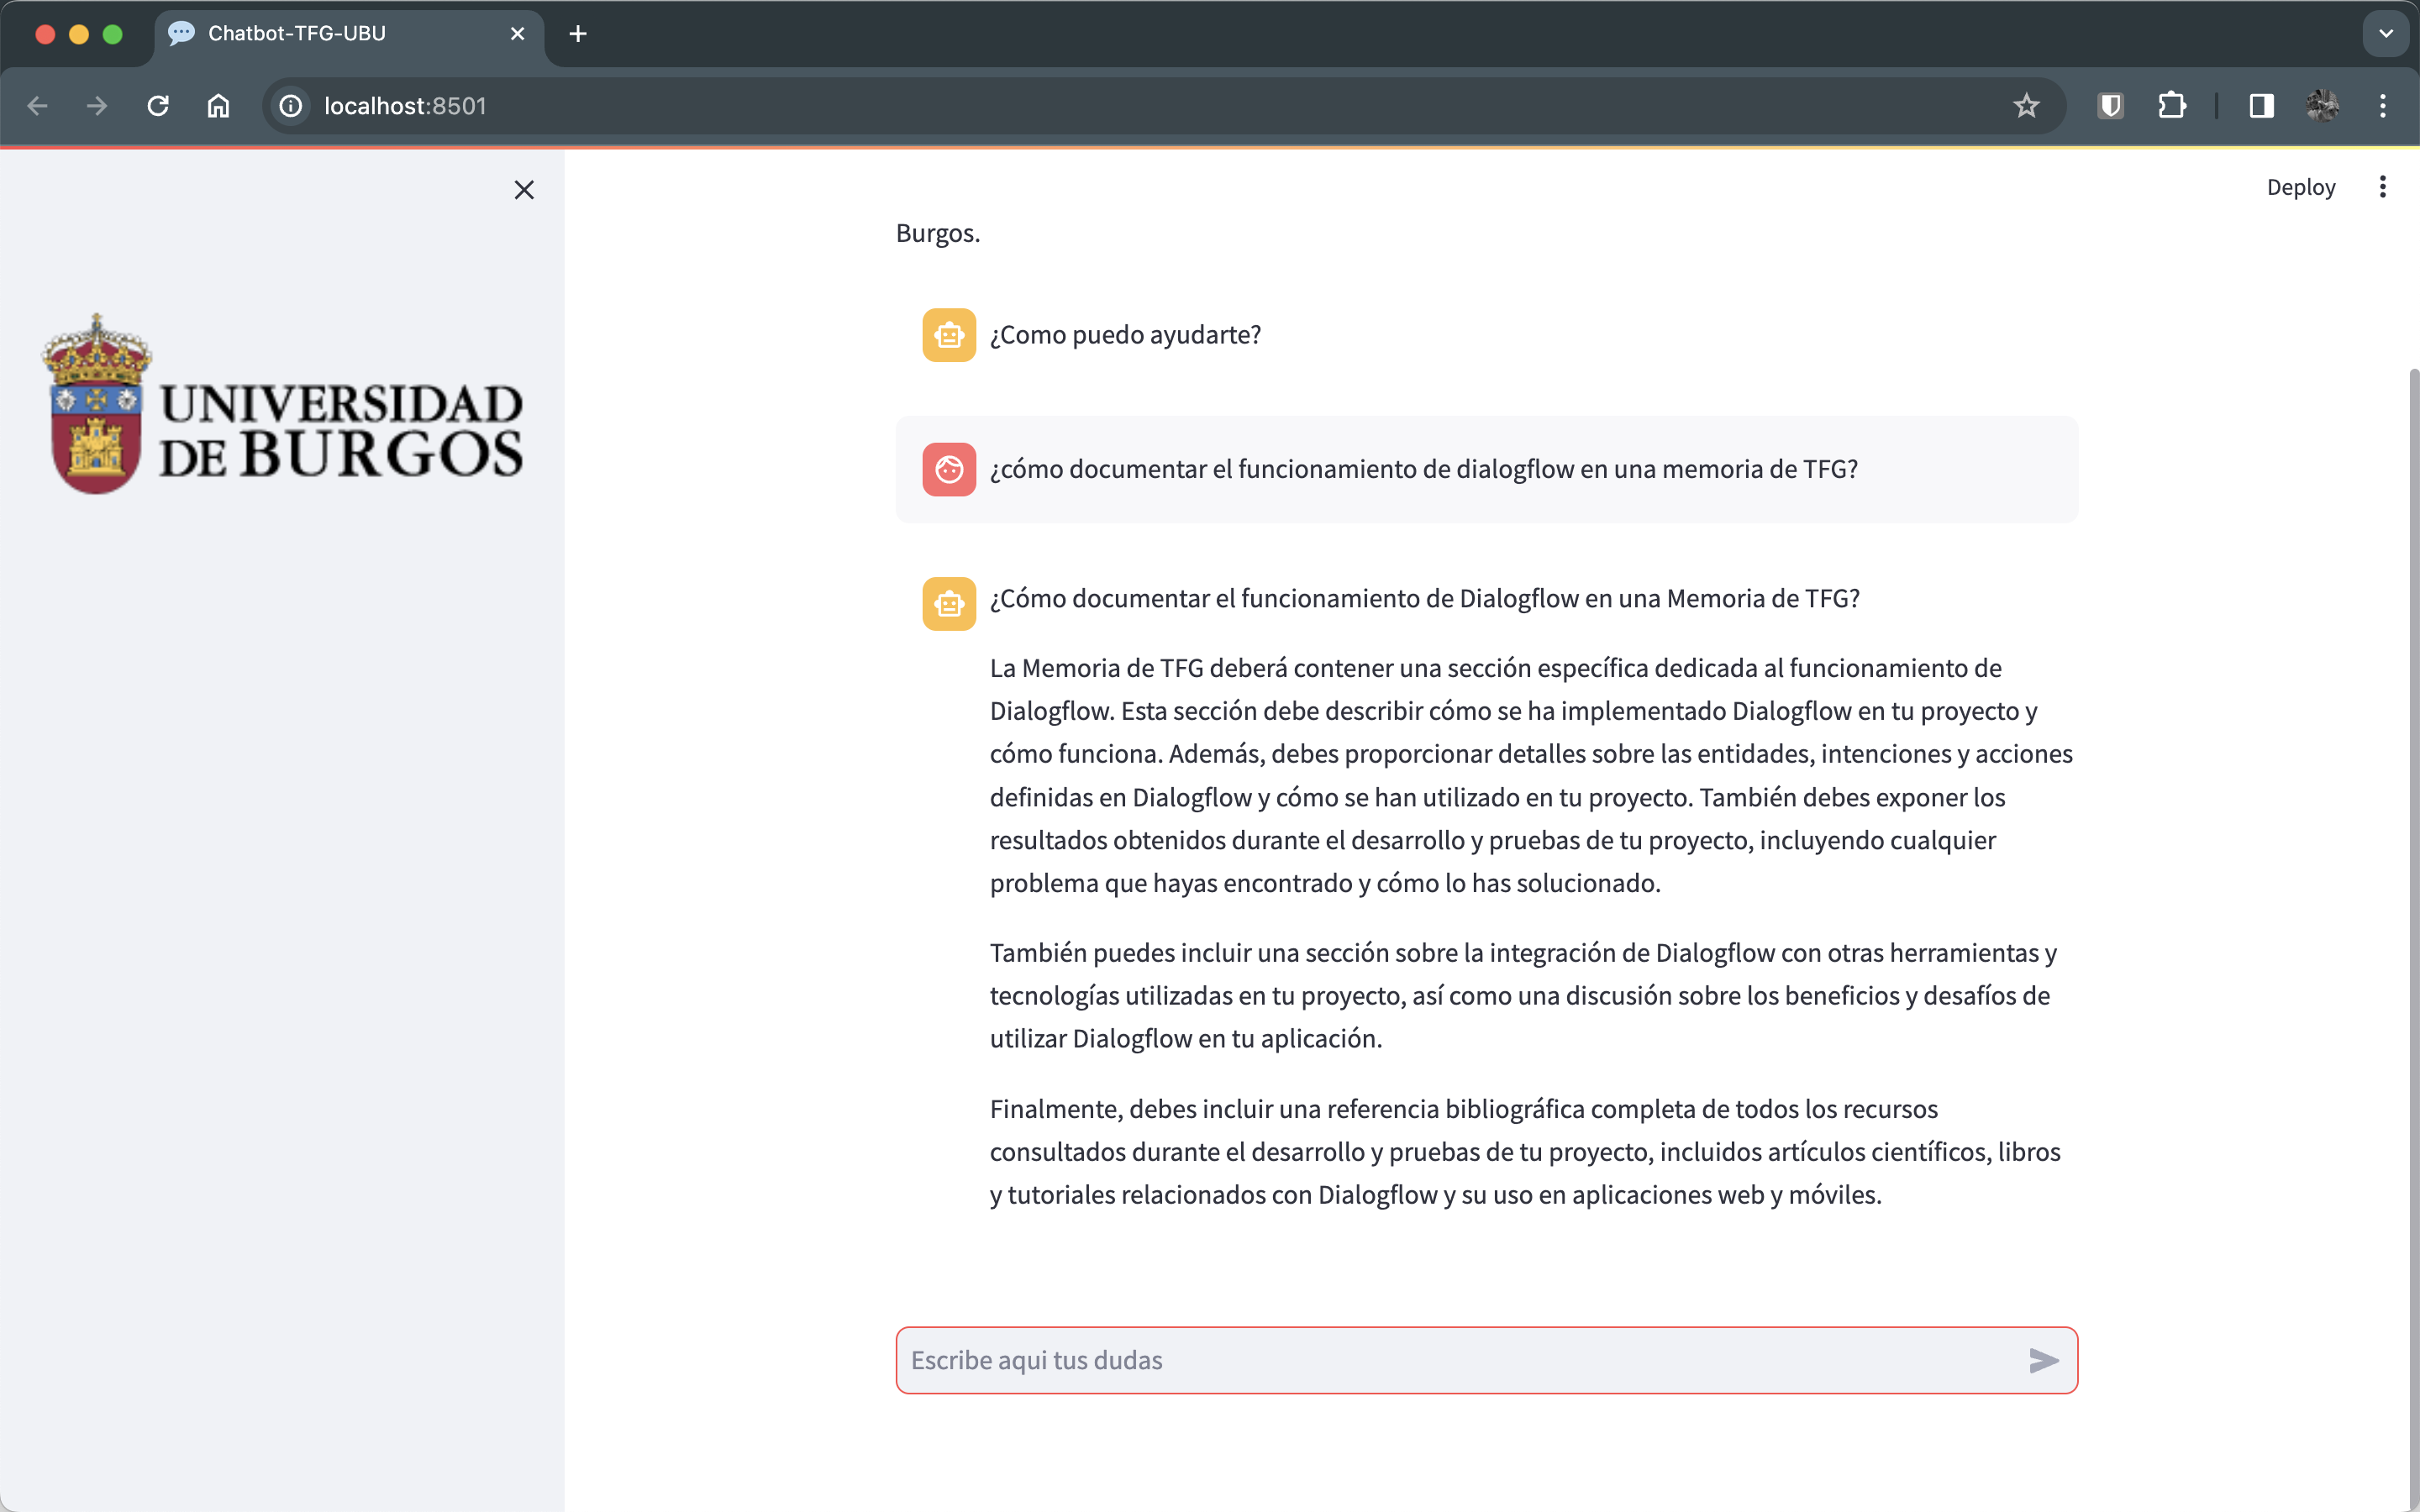 Chatbot-TFG-UBU
localhost:8501
Deploy
UNIVERSIDAD
DE BURGOS
Burgos.
¿Como puedo ayudarte?
¿cómo documentar el funcionamiento de dialogflow en una memoria de TFG?
¿Cómo documentar el funcionamiento de Dialogflow en una Memoria de TFG?
La Memoria de TFG deberá contener una sección específica dedicada al funcionamiento de
Dialogflow. Esta sección debe describir cómo se ha implementado Dialogflow en tu proyecto y
cómo funciona. Además, debes proporcionar detalles sobre las entidades, intenciones y acciones
definidas en Dialogflow y cómo se han utilizado en tu proyecto. También debes exponer los
resultados obtenidos durante el desarrollo y pruebas de tu proyecto, incluyendo cualquier
problema que hayas encontrado y cómo lo has solucionado.
También puedes incluir una sección sobre la integración de Dialogflow con otras herramientas y
tecnologías utilizadas en tu proyecto, así como una discusión sobre los beneficios y desafíos de
utilizar Dialogflow en tu aplicación.
Finalmente, debes incluir una referencia bibliográfica completa de todos los recursos
consultados durante el desarrollo y pruebas de tu proyecto, incluidos artículos científicos, libros
y tutoriales relacionados con Dialogflow y su uso en aplicaciones web y móviles.
Escribe aqui tus dudas